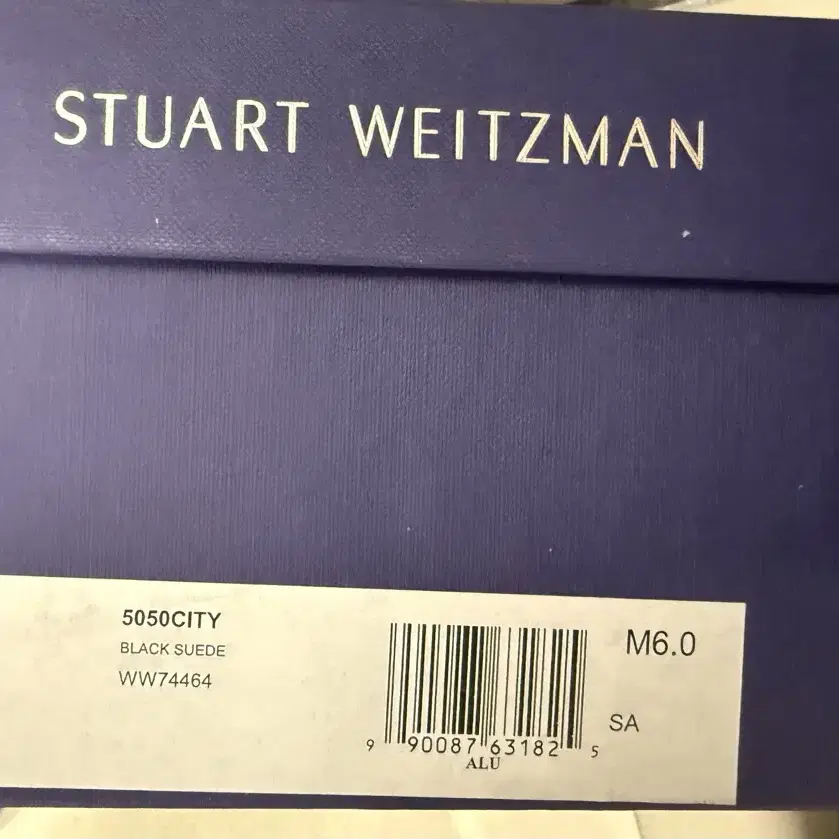 STUART WEITZMAN
5050CITY
BLACK SUEDE
WW74464
M6.0
SA
9 90087 63182 5
ALU